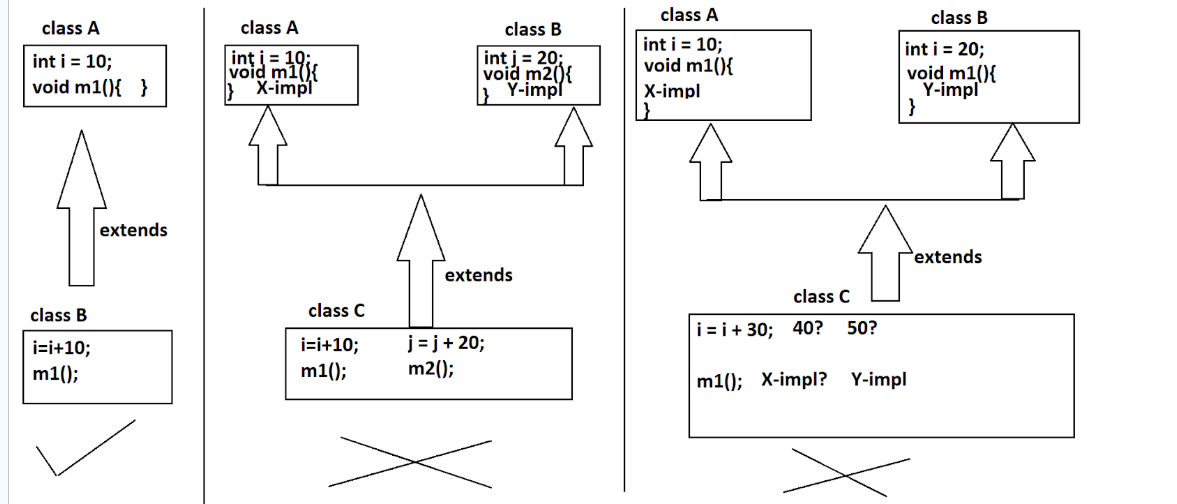 class A
int i = 10;
void m1(){   }
extends
class B
i=i+10;
m1();
class A
int i = 10;
void m1(){
}   X-impl
class B
int j = 20;
void m2(){
}   Y-impl
extends
class C
i=i+10;   j = j + 20;
m1();   m2();
class A
int i = 10;
void m1(){
X-impl
}
class B
int i = 20;
void m1(){
Y-impl
}
extends
class C
i = i + 30;   40?   50?
m1();   X-impl?   Y-impl